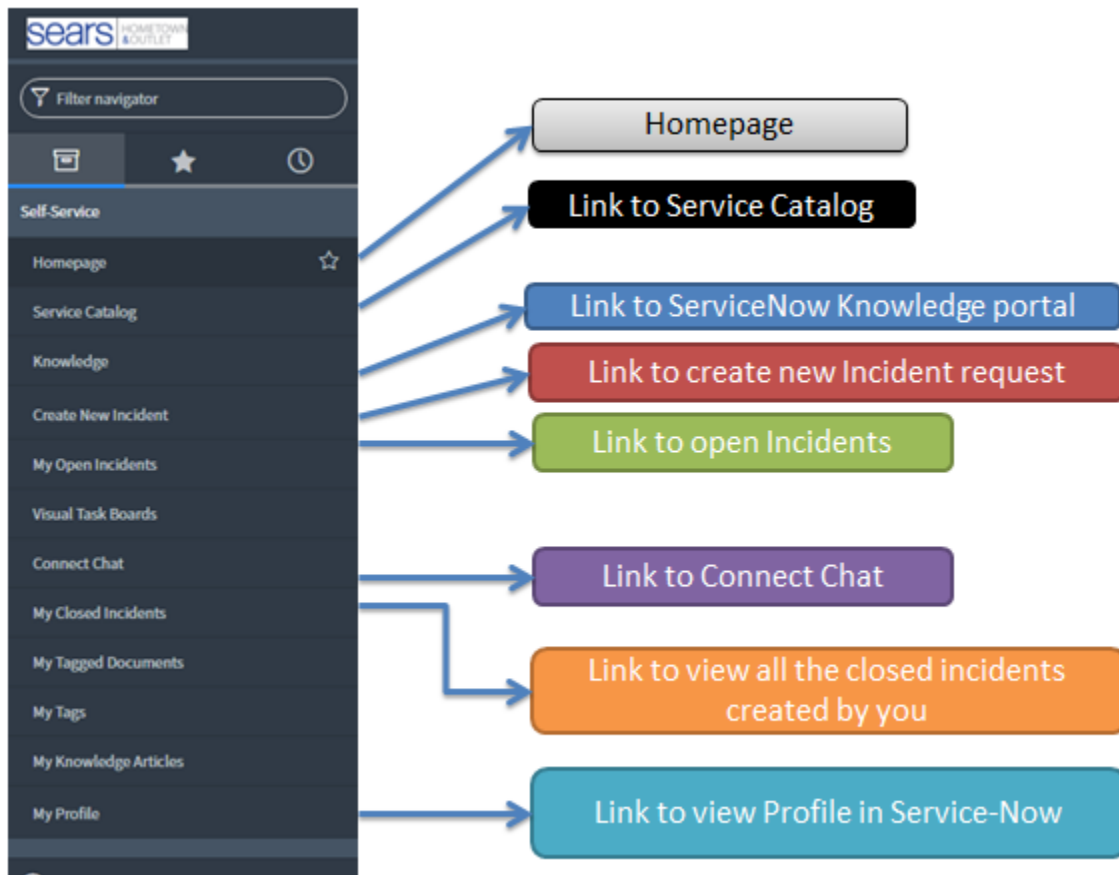 sears HOMETOWN
&OUTLET
Filter navigator
Self-Service
Homepage
Service Catalog
Knowledge
Create New Incident
My Open Incidents
Visual Task Boards
Connect Chat
My Closed Incidents
My Tagged Documents
My Tags
My Knowledge Articles
My Profile
Homepage
Link to Service Catalog
Link to ServiceNow Knowledge portal
Link to create new Incident request
Link to open Incidents
Link to Connect Chat
Link to view all the closed incidents
created by you
Link to view Profile in Service-Now